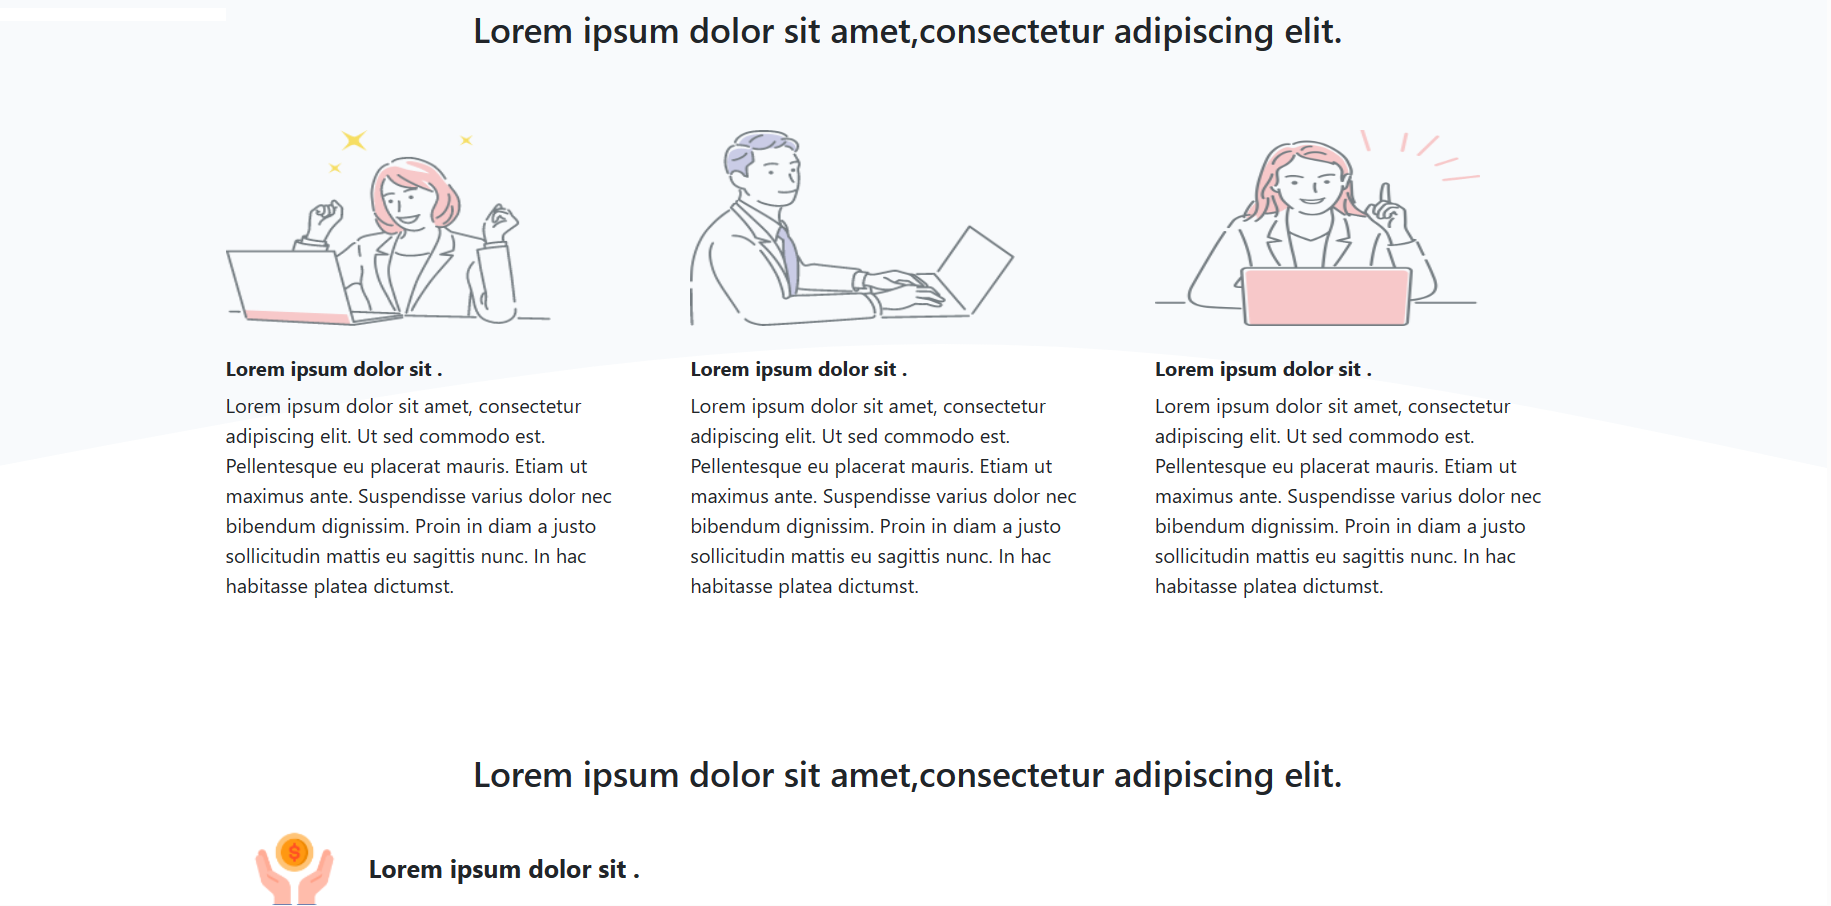 Lorem ipsum dolor sit amet,consectetur adipiscing elit.
Lorem ipsum dolor sit .
Lorem ipsum dolor sit amet, consectetur
adipiscing elit. Ut sed commodo est.
Pellentesque eu placerat mauris. Etiam ut
maximus ante. Suspendisse varius dolor nec
bibendum dignissim. Proin in diam a justo
sollicitudin mattis eu sagittis nunc. In hac
habitasse platea dictumst.
Lorem ipsum dolor sit .
Lorem ipsum dolor sit amet, consectetur
adipiscing elit. Ut sed commodo est.
Pellentesque eu placerat mauris. Etiam ut
maximus ante. Suspendisse varius dolor nec
bibendum dignissim. Proin in diam a justo
sollicitudin mattis eu sagittis nunc. In hac
habitasse platea dictumst.
Lorem ipsum dolor sit .
Lorem ipsum dolor sit amet, consectetur
adipiscing elit. Ut sed commodo est.
Pellentesque eu placerat mauris. Etiam ut
maximus ante. Suspendisse varius dolor nec
bibendum dignissim. Proin in diam a justo
sollicitudin mattis eu sagittis nunc. In hac
habitasse platea dictumst.
Lorem ipsum dolor sit amet,consectetur adipiscing elit.
$
Lorem ipsum dolor sit .